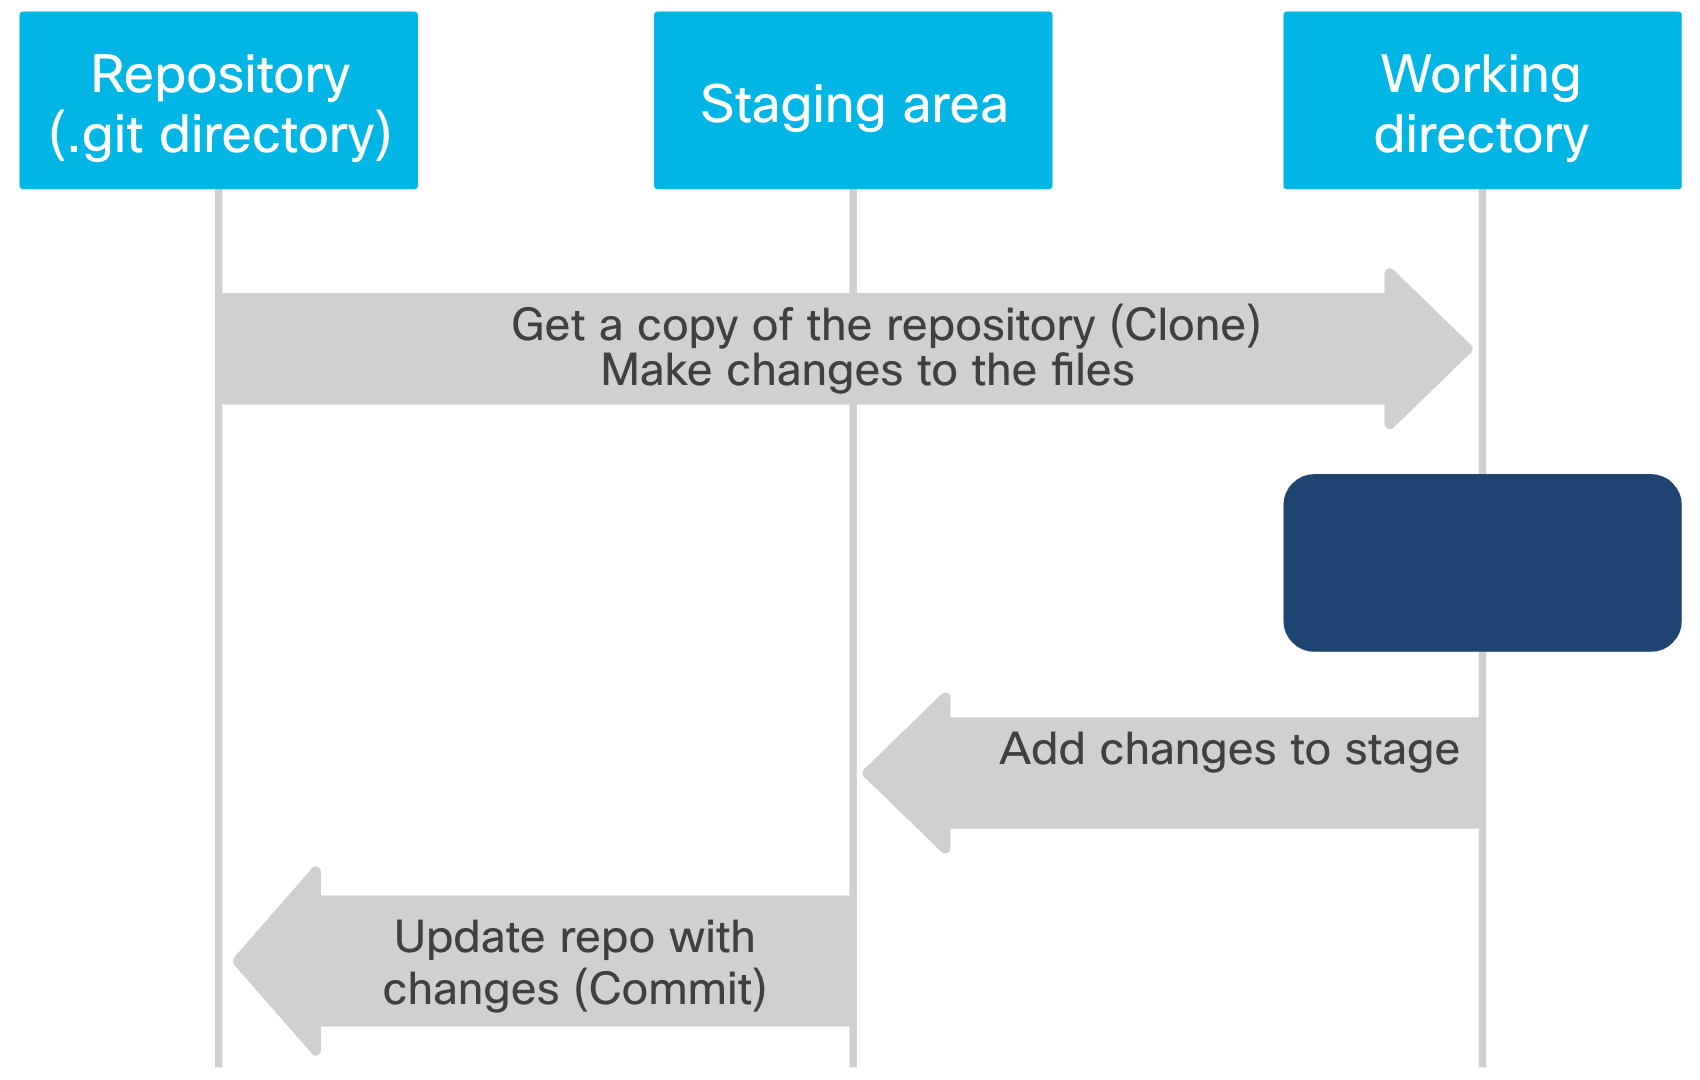 Repository
(.git directory)
Staging area
Working
directory
Get a copy of the repository (Clone)
Make changes to the files
Add changes to stage
Update repo with
changes (Commit)